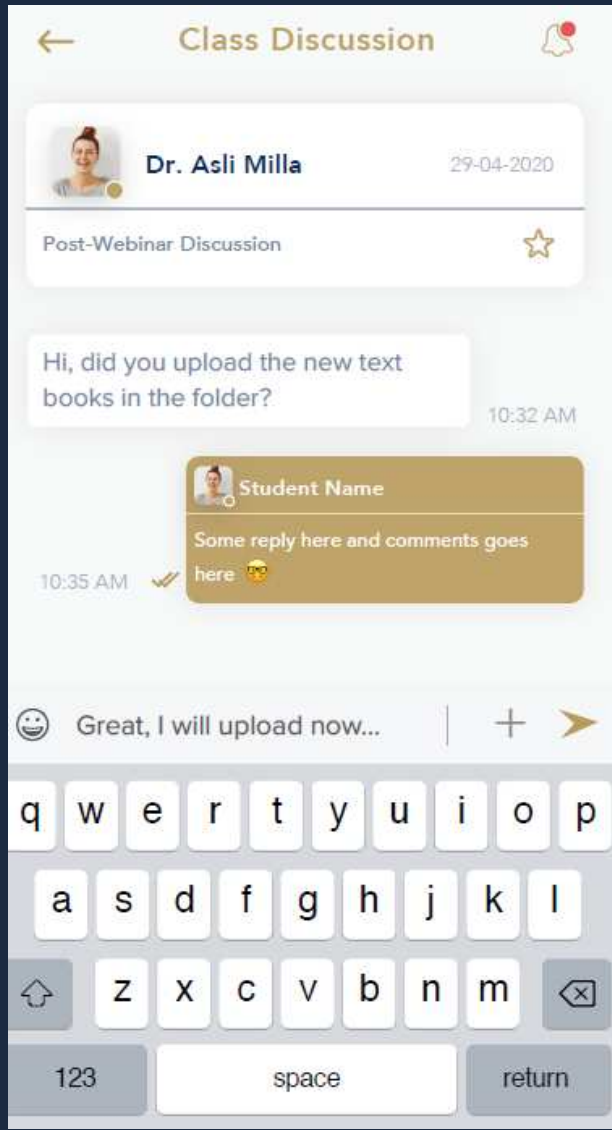 Class Discussion
Dr. Asli Milla
29-04-2020
Post-Webinar Discussion
Hi, did you upload the new text
books in the folder?
10:32 AM
Student Name
Some reply here and comments goes
here
10:35 AM
Great, I will upload now...
q w e r t y u i o p
a s d f g h j k l
z x c v b n m
123 space return